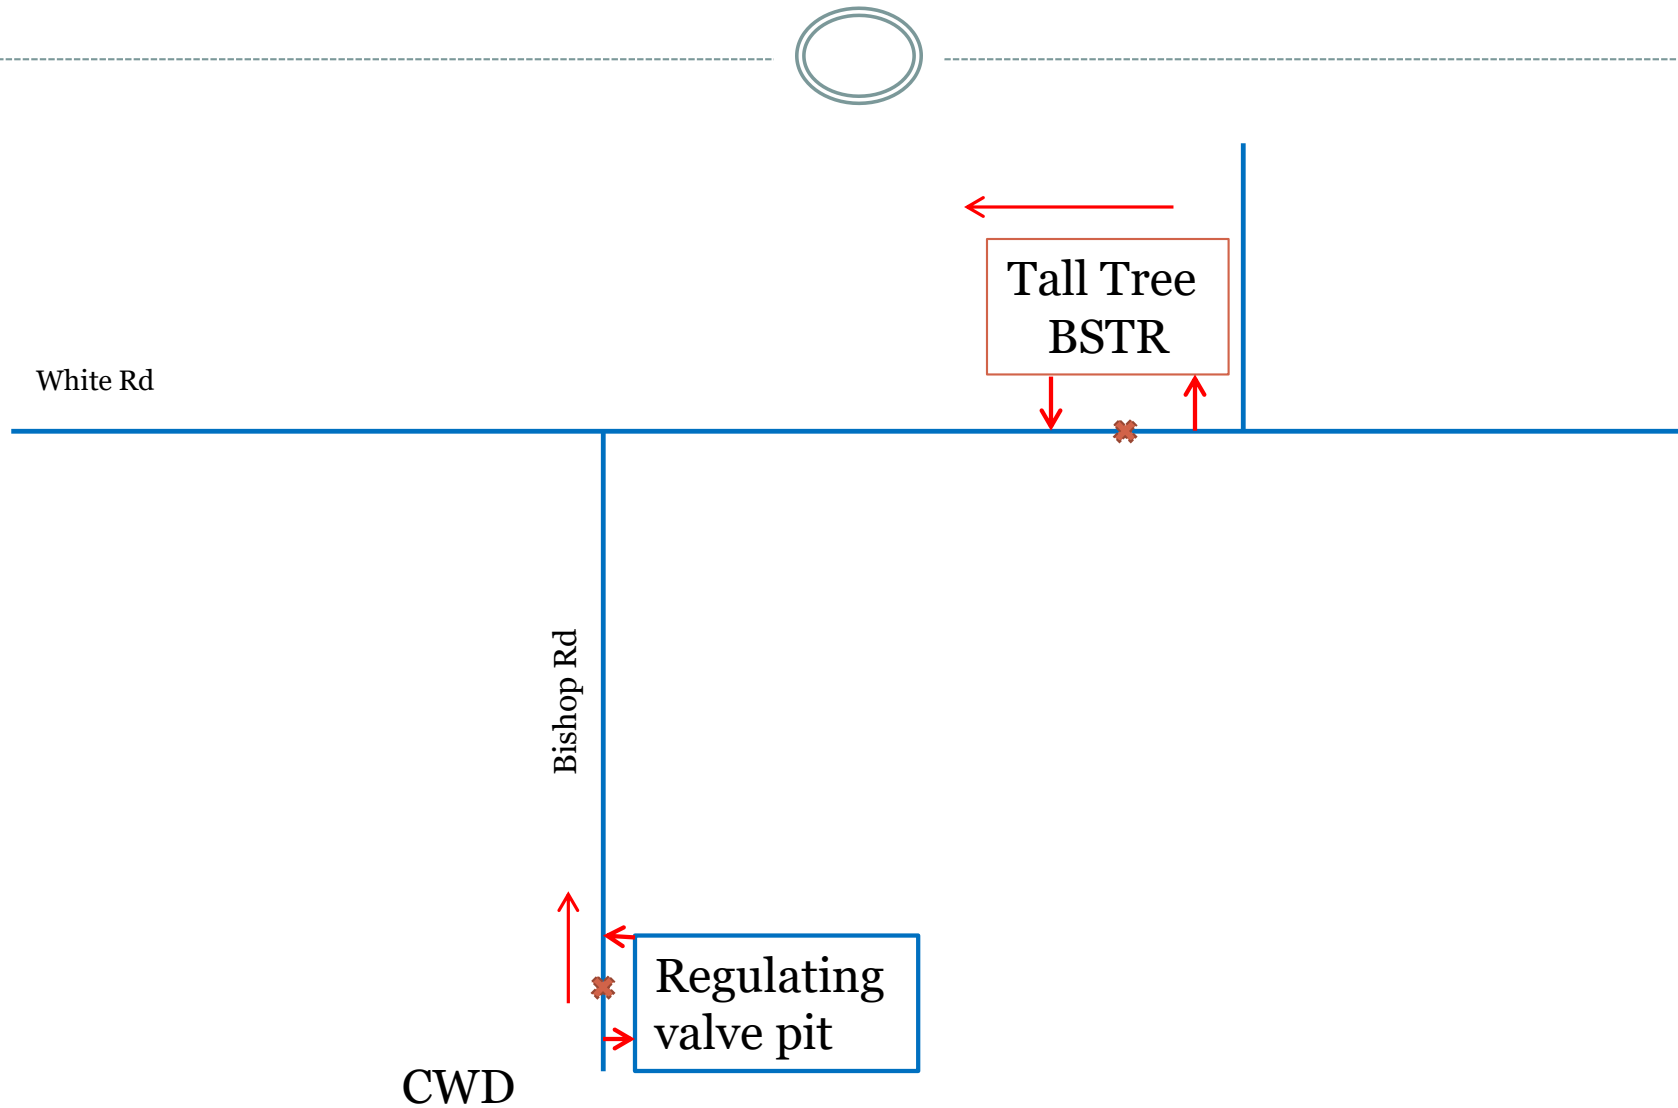 Tall Tree
BSTR
White Rd
Bishop Rd
Regulating
valve pit
CWD